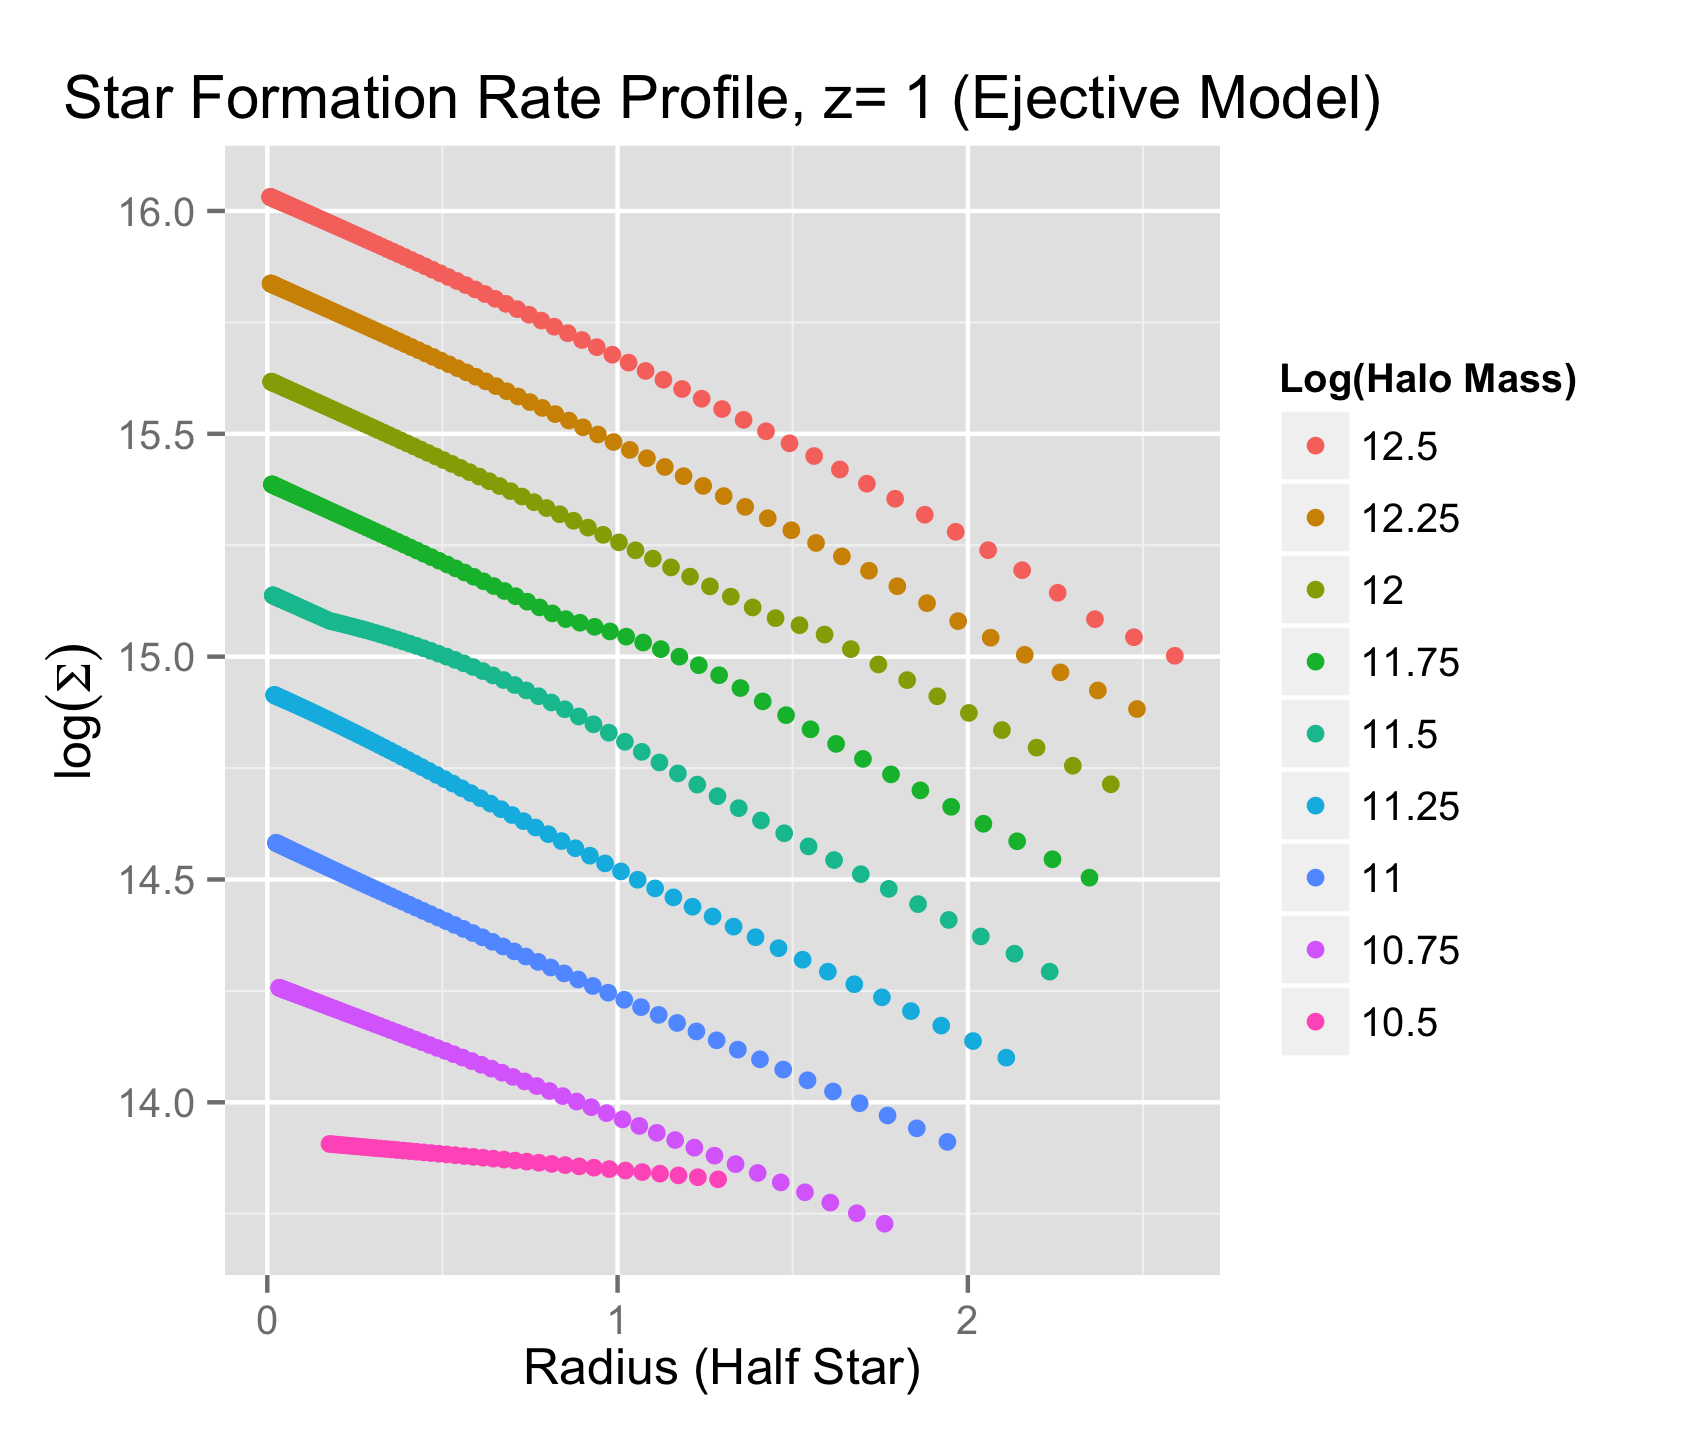 Star Formation Rate Profile, z= 1 (Ejective Model)
16.0
15.5
15.0
14.5
14.0
log(Σ)
0 1 2
Radius (Half Star)
Log(Halo Mass)
12.5
12.25
12
11.75
11.5
11.25
11
10.75
10.5